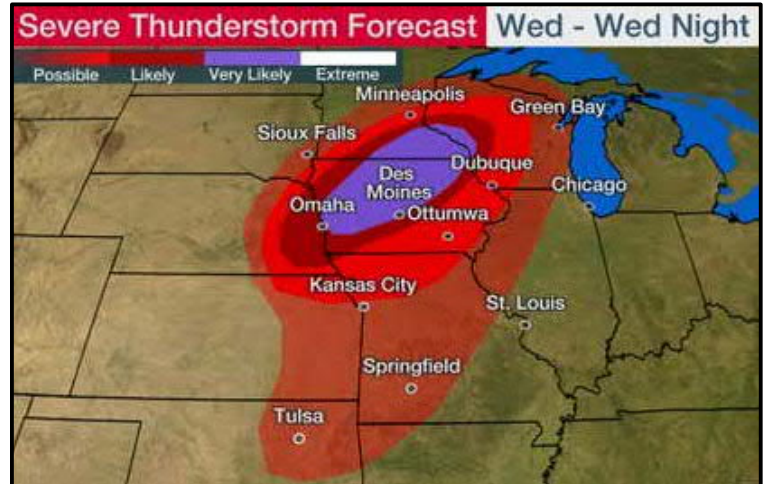 Severe Thunderstorm Forecast Wed - Wed Night
Possible Likely Very Likely Extreme
Minneapolis
Green Bay
Sioux Falls
Dubuque
Des
Moines
Chicago
Omaha
Ottumwa
Kansas City
St. Louis
Springfield
Tulsa